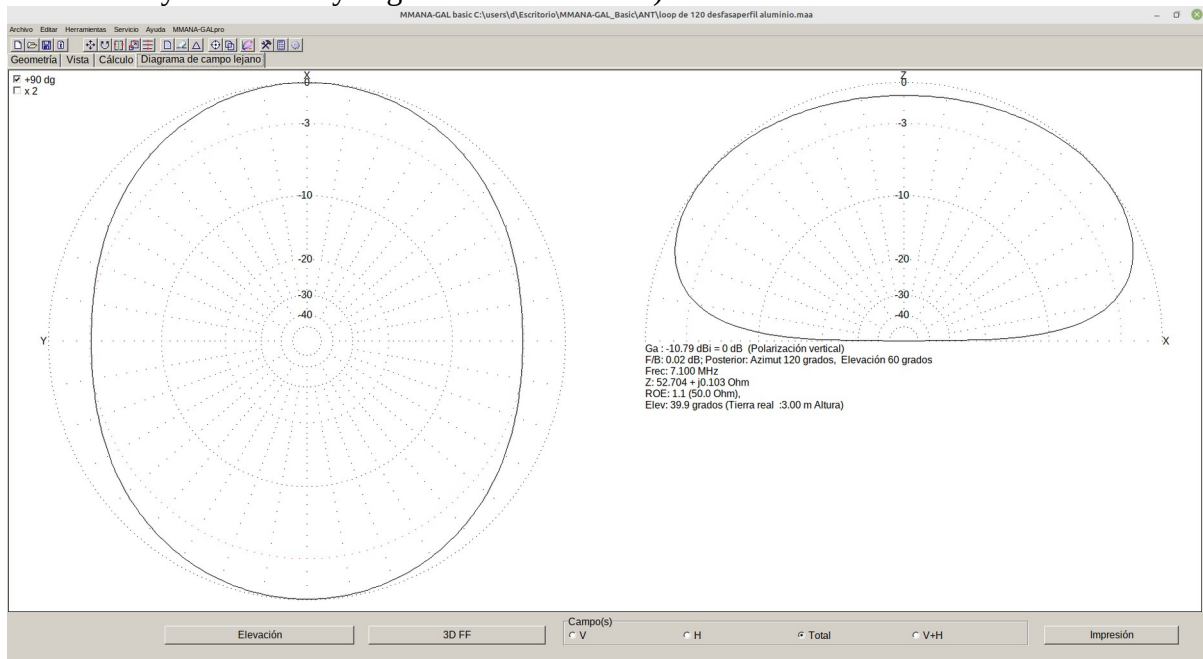 MMANA-GAL basic C:\users\d\Escritorio\MMANA-GAL_Basic\ANT\loop de 120 desfasaperfil aluminio.maa
Archivo Editar Herramientas Servicio Ayuda MMANA-GALpro
Geometría Vista Cálculo Diagrama de campo lejano
+90 dg
x 2
X
0
-3
-10
-20
-30
-40
Y
Z
0
-3
-10
-20
-30
-40
X
Ga : -10.79 dBi = 0 dB (Polarización vertical)
F/B: 0.02 dB; Posterior: Azimut 120 grados, Elevación 60 grados
Frec: 7.100 MHz
Z: 52.704 + j0.103 Ohm
ROE: 1.1 (50.0 Ohm),
Elev: 39.9 grados (Tierra real :3.00 m Altura)
Campo(s)
Elevación 3D FF V H Total V+H Impresión